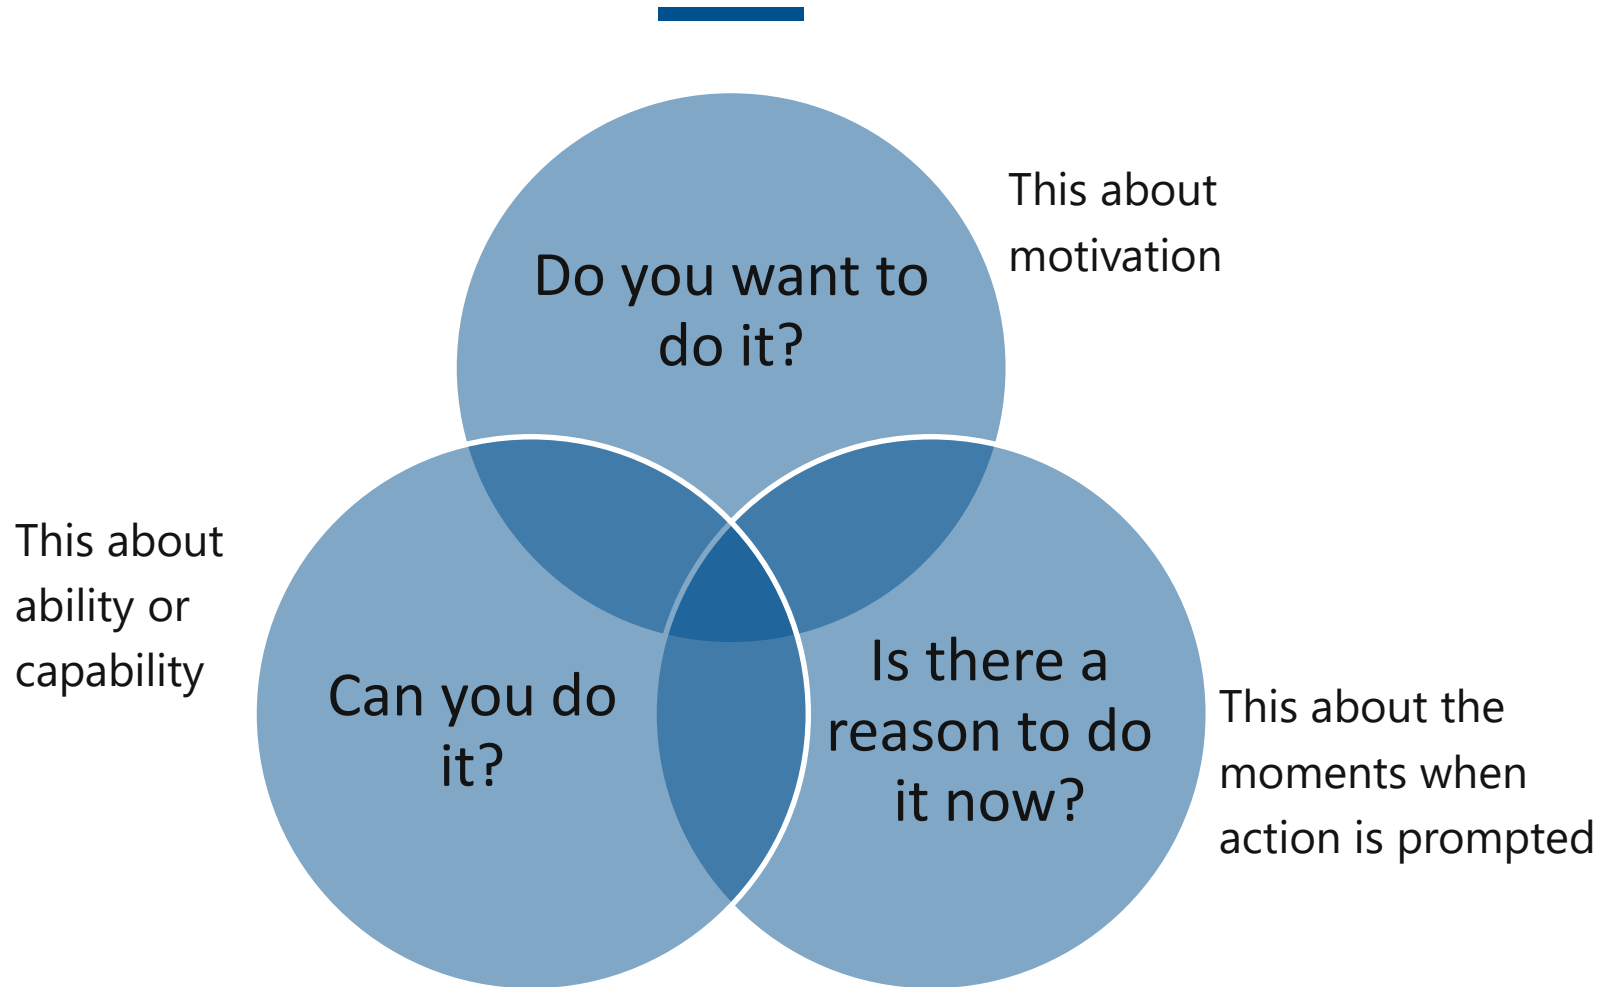 This about
motivation
Do you want to
do it?
This about
ability or
capability
Can you do
it?
Is there a
reason to do
it now?
This about the
moments when
action is prompted